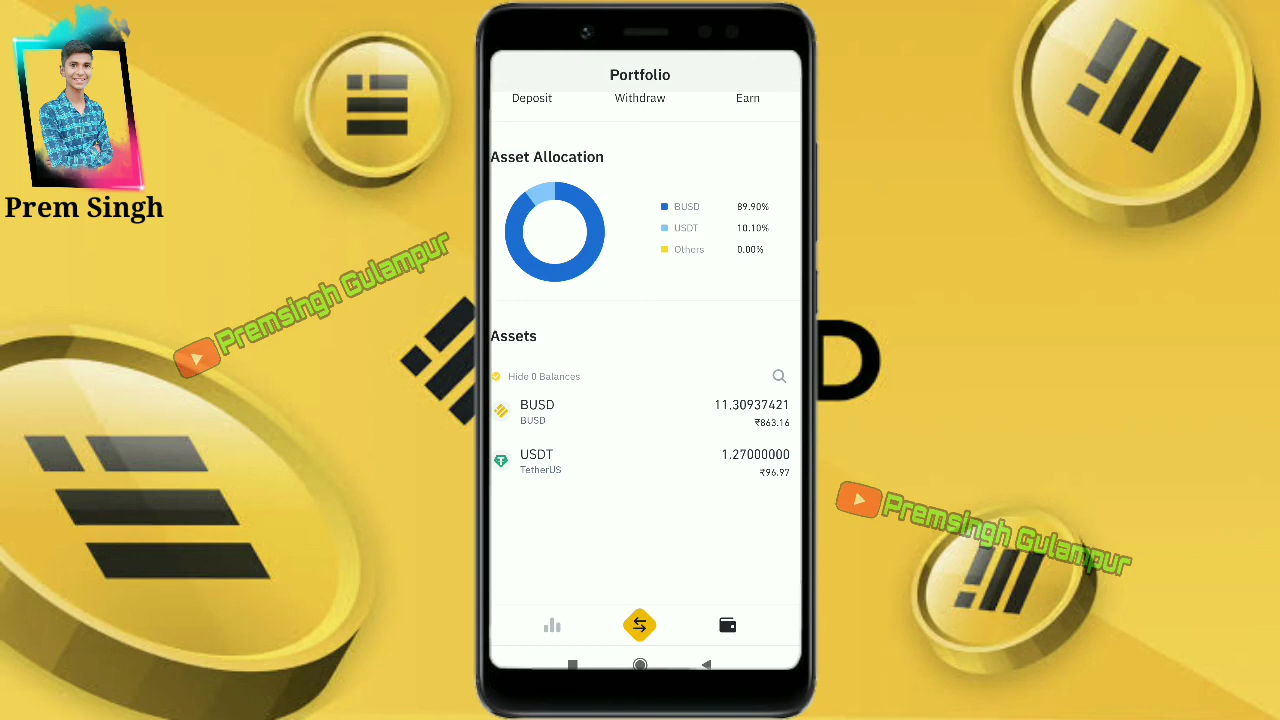 Prem Singh
Premsingh Gulampur
Portfolio
Deposit Withdraw Earn
Asset Allocation
BUSD 89.90%
USDT 10.10%
Others 0.00%
Assets
Hide 0 Balances
BUSD 11.30937421
BUSD ₹863.16
USDT 1.27000000
TetherUS ₹96.97
D
Premsingh Gulampur